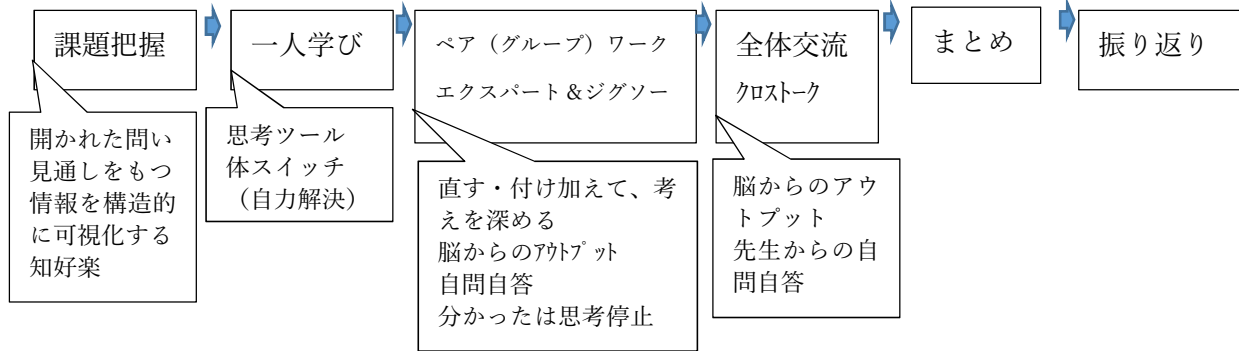 課題把握
一人学び
ペア（グループ）ワーク
エクスパート＆ジグソー
全体交流
クロストーク
まとめ
振り返り
開かれた問い
見通しをもつ
情報を構造的
に可視化する
知好楽
思考ツール
体スイッチ
（自力解決）
直す・付け加えて、考
えを深める
脳からのアウトプット
自問自答
分かったは思考停止
脳からのアウ
トプット
先生からの自
問自答